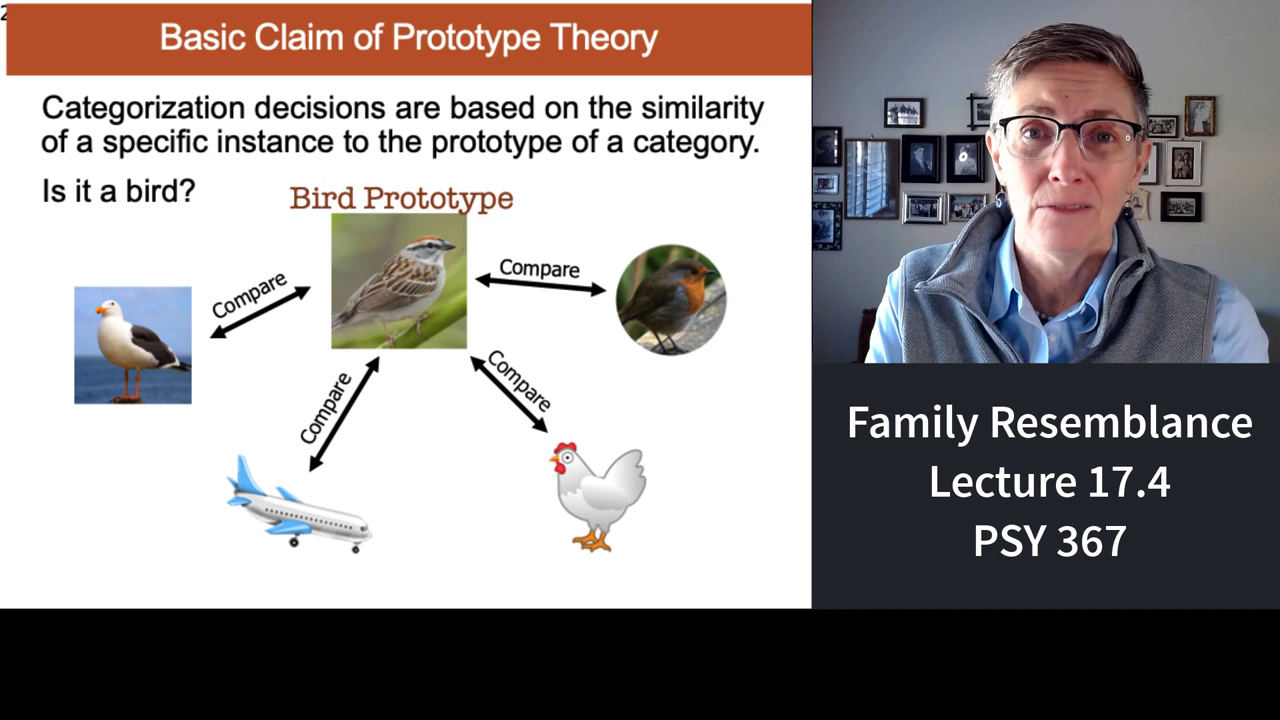 Basic Claim of Prototype Theory
Categorization decisions are based on the similarity
of a specific instance to the prototype of a category.
Is it a bird?
Bird Prototype
Compare
Compare
Compare
Compare
Family Resemblance
Lecture 17.4
PSY 367